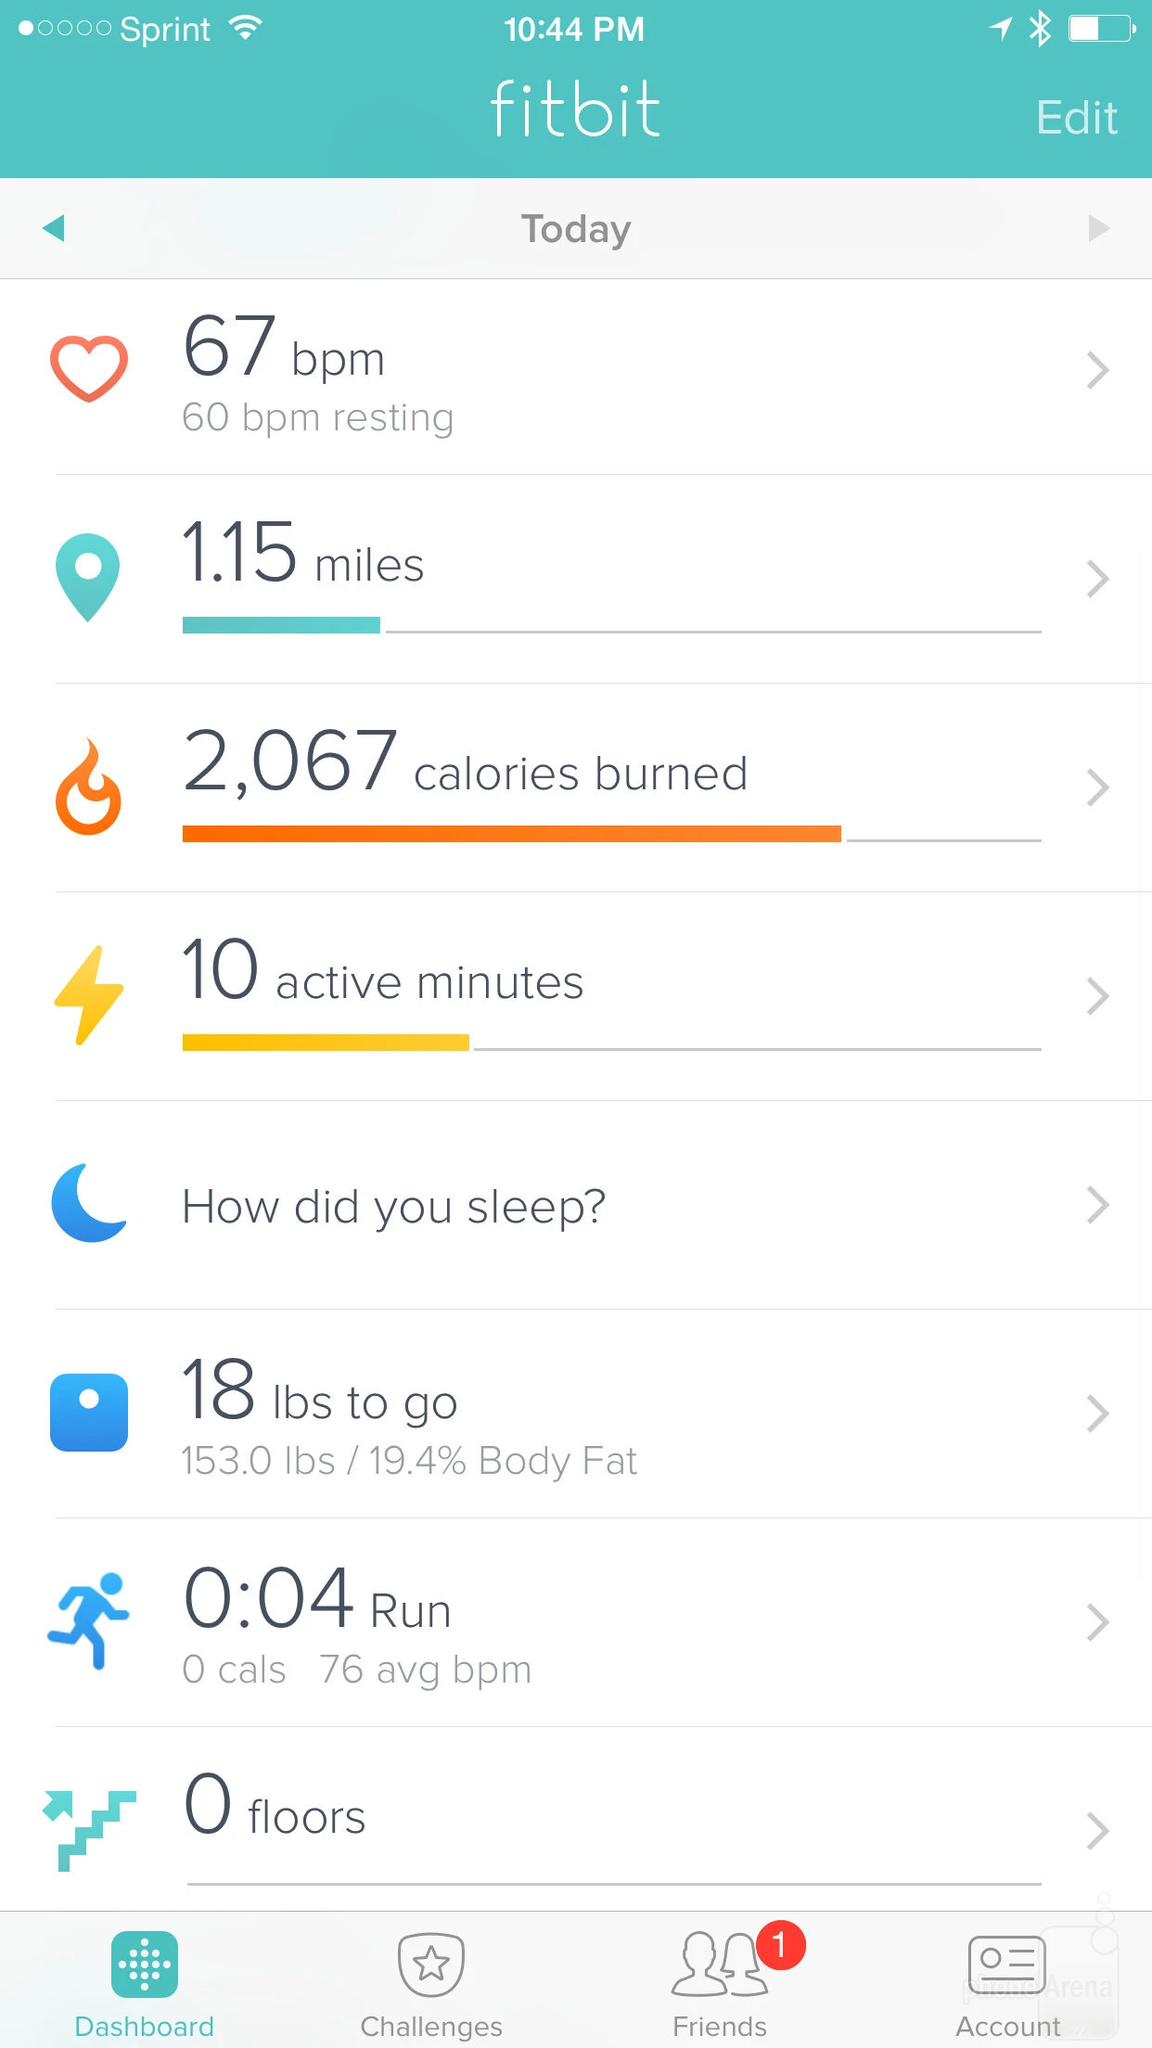 Sprint 10:44 PM
fitbit
Edit
Today
67 bpm
60 bpm resting
1.15 miles
2,067 calories burned
10 active minutes
How did you sleep?
18 lbs to go
153.0 lbs / 19.4% Body Fat
0:04 Run
0 cals 76 avg bpm
0 floors
1
phoneArena
Dashboard Challenges Friends Account